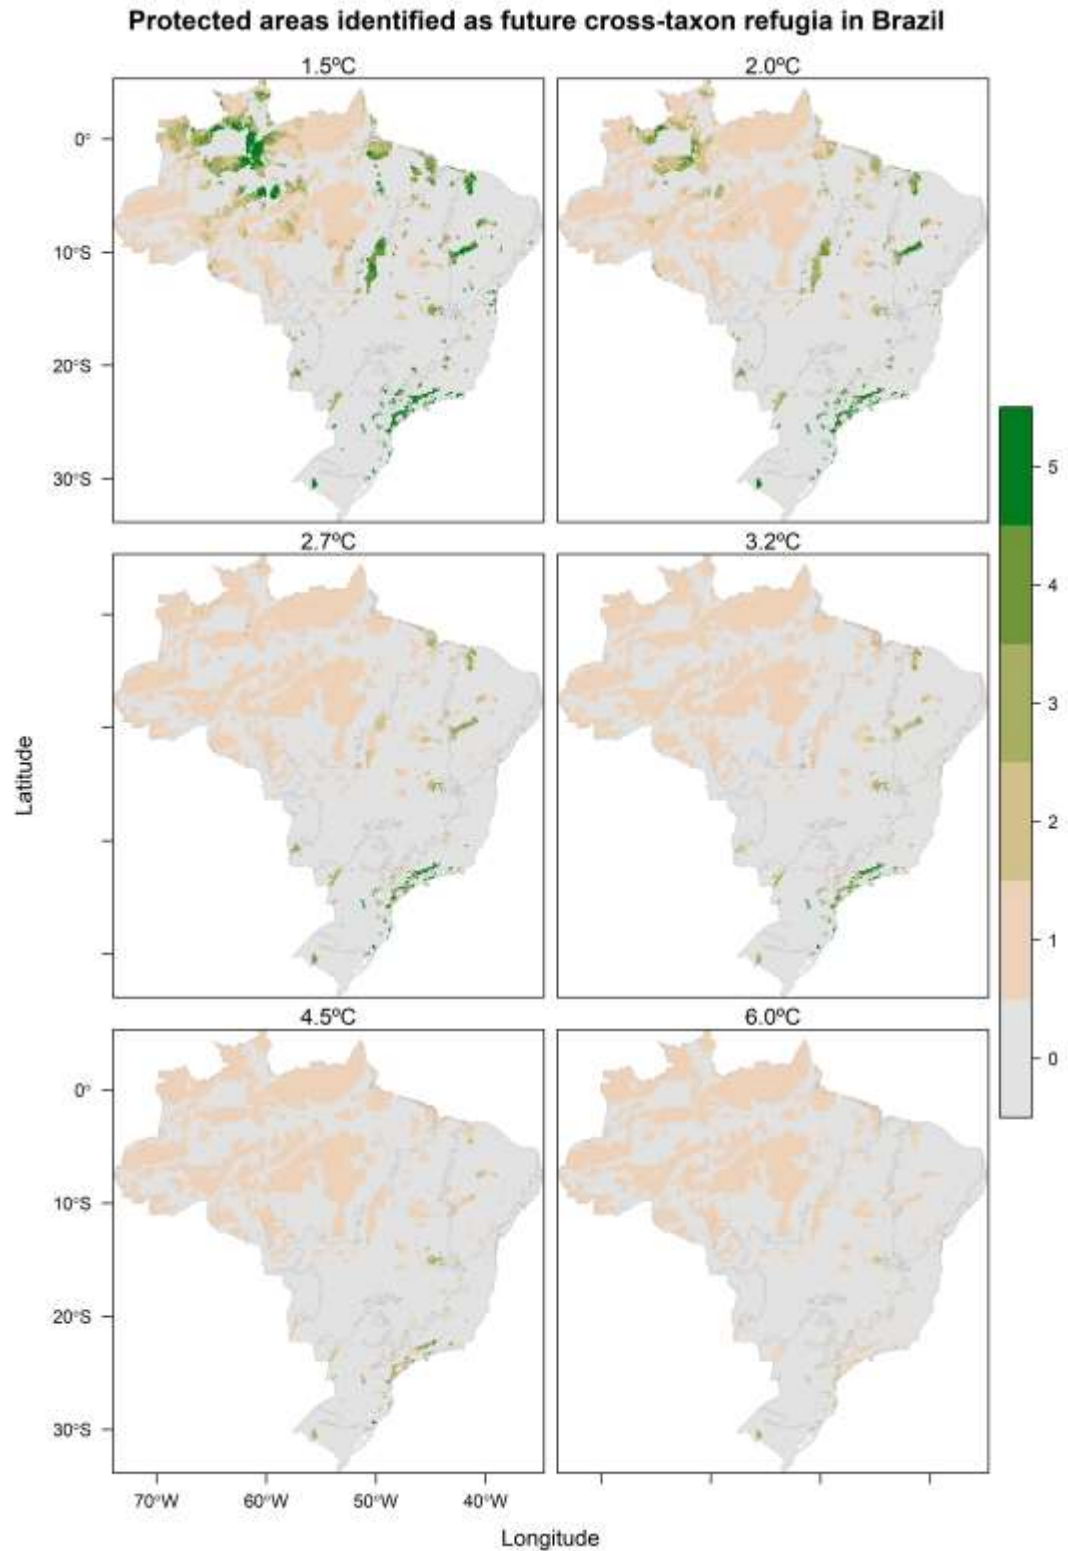 Protected areas identified as future cross-taxon refugia in Brazil
1.5ºC
2.0ºC
0°
10°S
20°S
30°S
2.7ºC
3.2ºC
5
4
3
2
1
0
Latitude
4.5ºC
6.0ºC
0°
10°S
20°S
30°S
70°W
60°W
50°W
40°W
Longitude